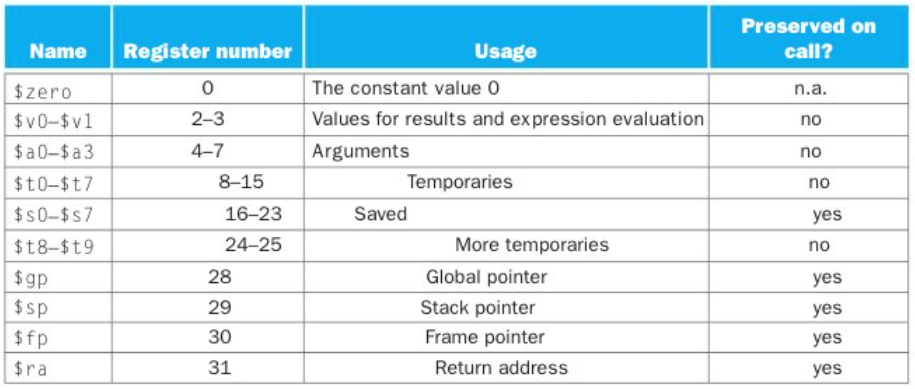 Name Register number Usage Preserved on call?
$zero 0 The constant value 0 n.a.
$v0–$v1 2–3 Values for results and expression evaluation no
$a0–$a3 4–7 Arguments no
$t0–$t7 8–15 Temporaries no
$s0–$s7 16–23 Saved yes
$t8–$t9 24–25 More temporaries no
$gp 28 Global pointer yes
$sp 29 Stack pointer yes
$fp 30 Frame pointer yes
$ra 31 Return address yes